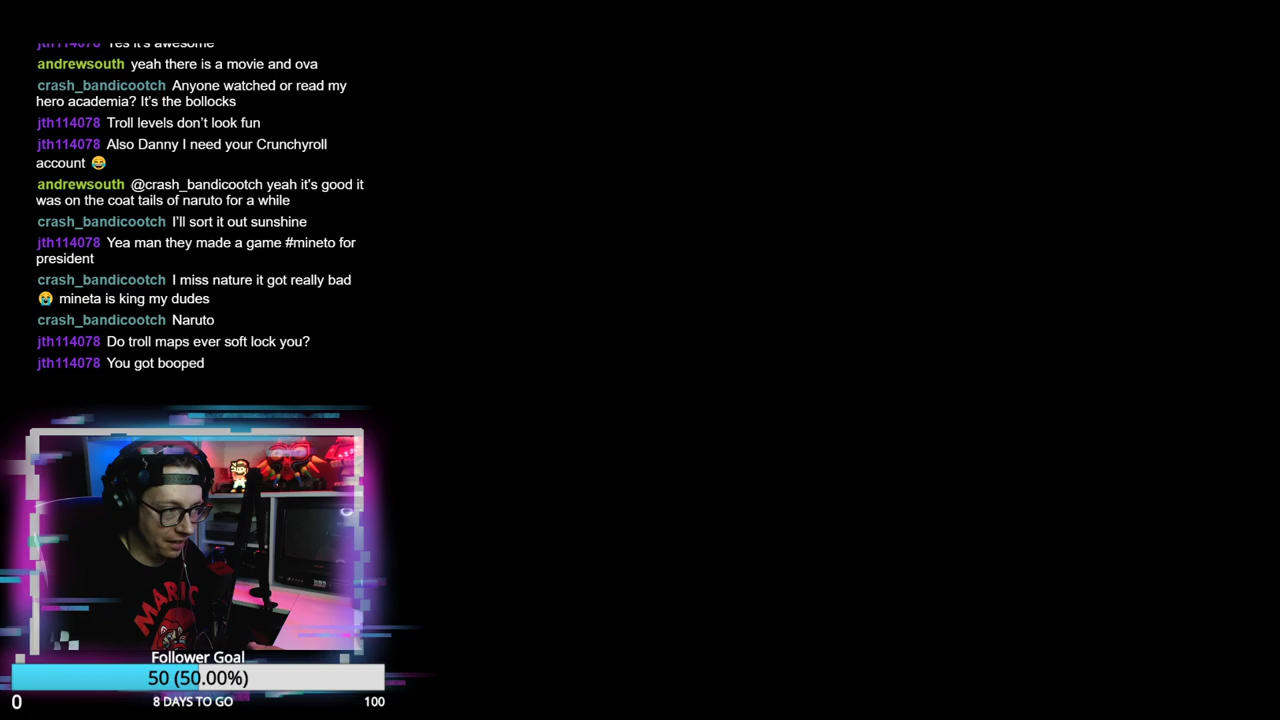 jth114078 Yes it's awesome
andrewsouth yeah there is a movie and ova
crash_bandicootch Anyone watched or read my
hero academia? It's the bollocks
jth114078 Troll levels don't look fun
jth114078 Also Danny I need your Crunchyroll
account 😂
andrewsouth @crash_bandicootch yeah it's good it
was on the coat tails of naruto for a while
crash_bandicootch I'll sort it out sunshine
jth114078 Yea man they made a game #mineto for
president
crash_bandicootch I miss nature it got really bad
😭 mineta is king my dudes
crash_bandicootch Naruto
jth114078 Do troll maps ever soft lock you?
jth114078 You got booped
MARIO
Follower Goal
50 (50.00%)
0 8 DAYS TO GO 100